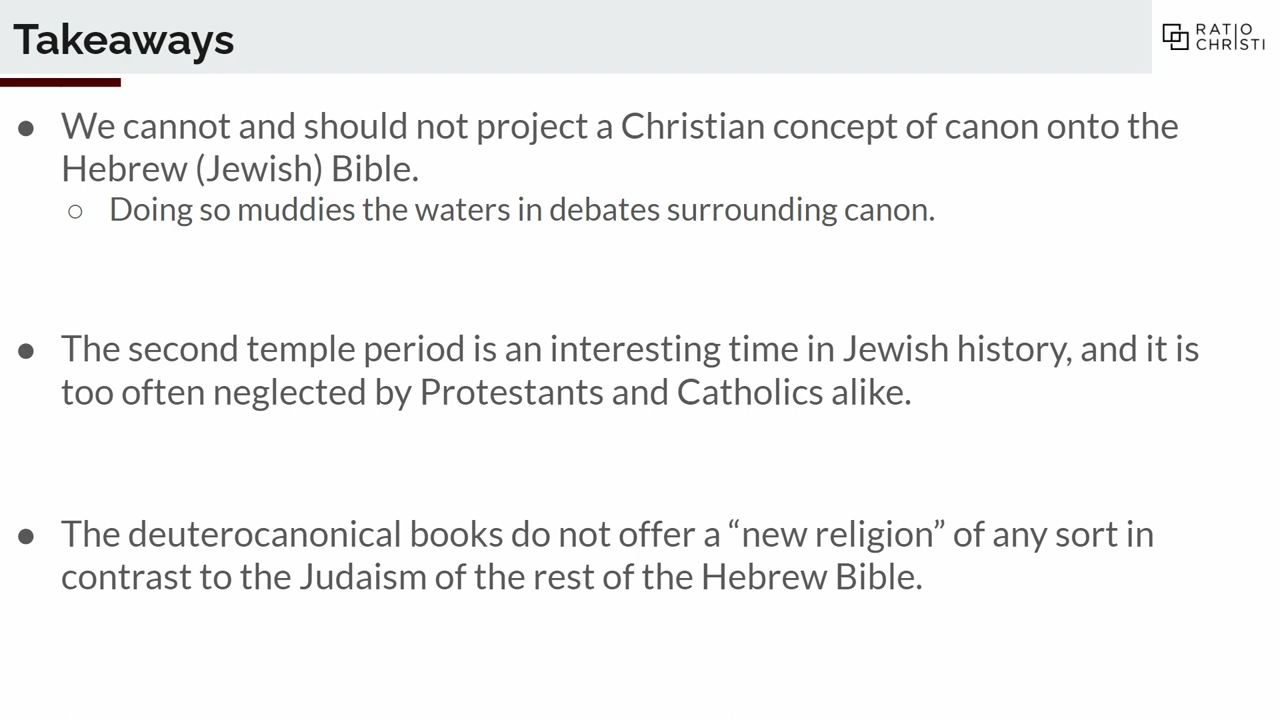 Takeaways
RATIO
CHRISTI
● We cannot and should not project a Christian concept of canon onto the
Hebrew (Jewish) Bible.
○ Doing so muddies the waters in debates surrounding canon.
● The second temple period is an interesting time in Jewish history, and it is
too often neglected by Protestants and Catholics alike.
● The deuterocanonical books do not offer a “new religion” of any sort in
contrast to the Judaism of the rest of the Hebrew Bible.